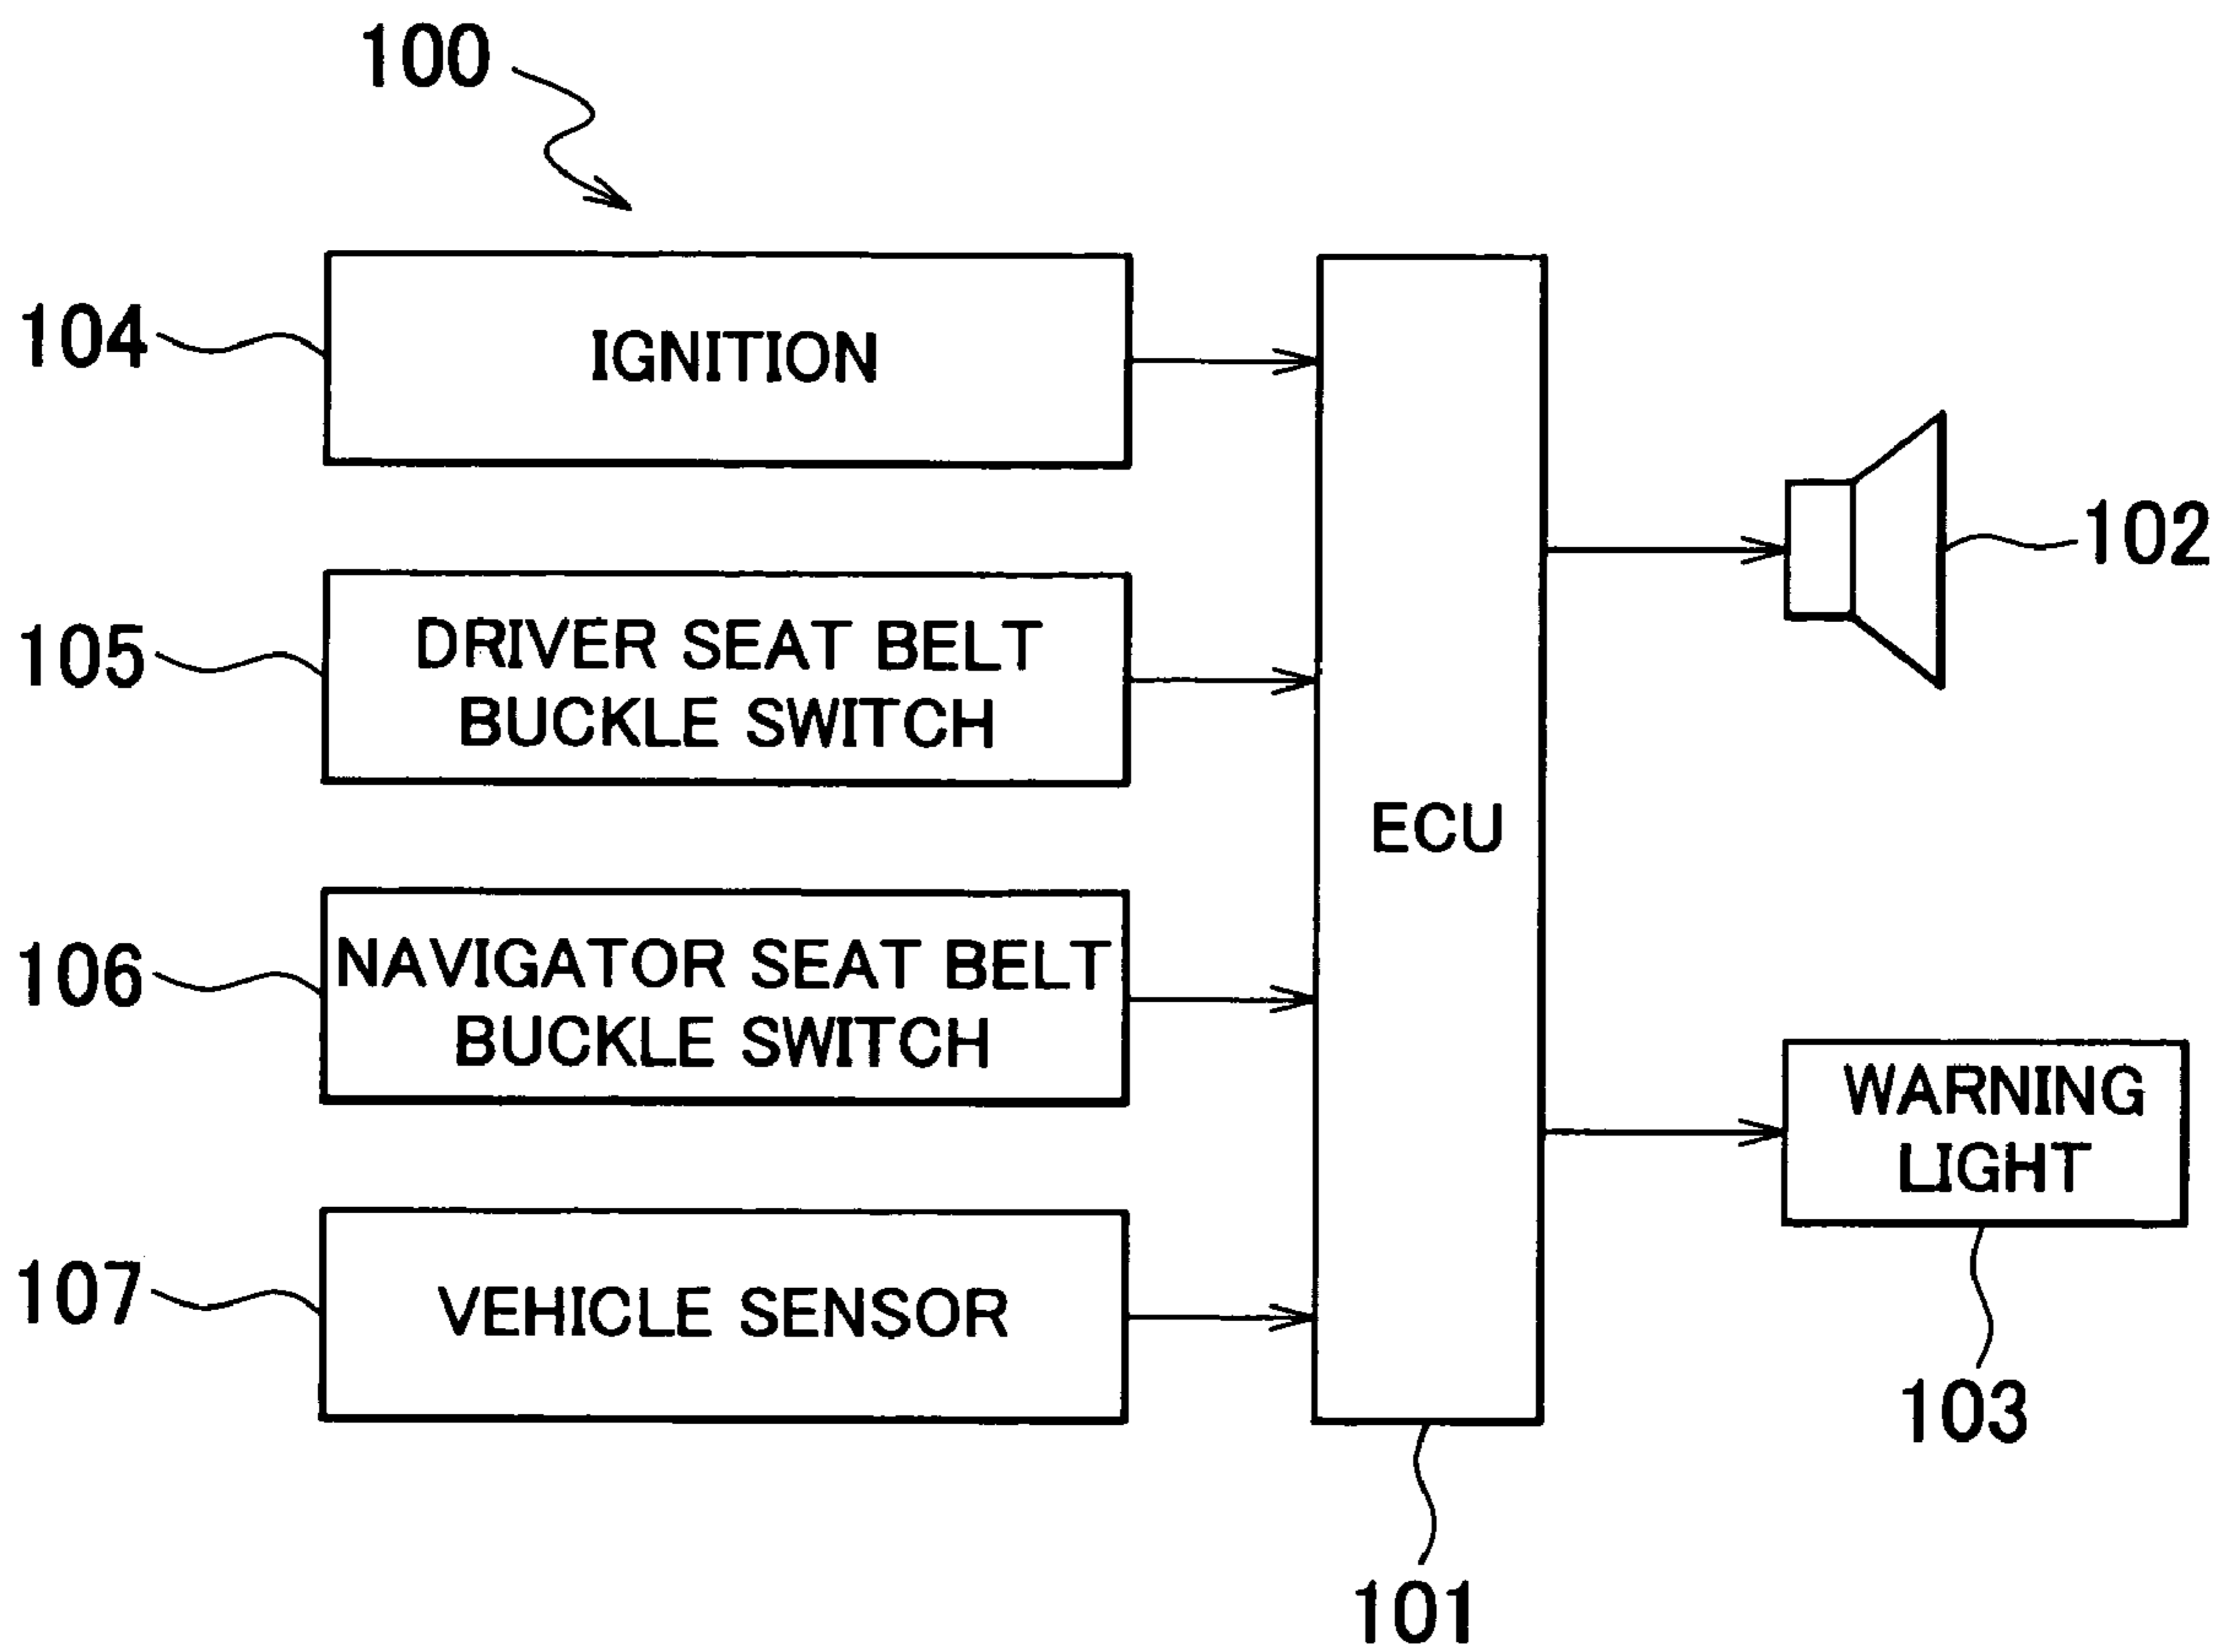 100
104
IGNITION
102
105
DRIVER SEAT BELT
BUCKLE SWITCH
ECU
106
NAVIGATOR SEAT BELT
BUCKLE SWITCH
WARNING
LIGHT
107
VEHICLE SENSOR
103
101